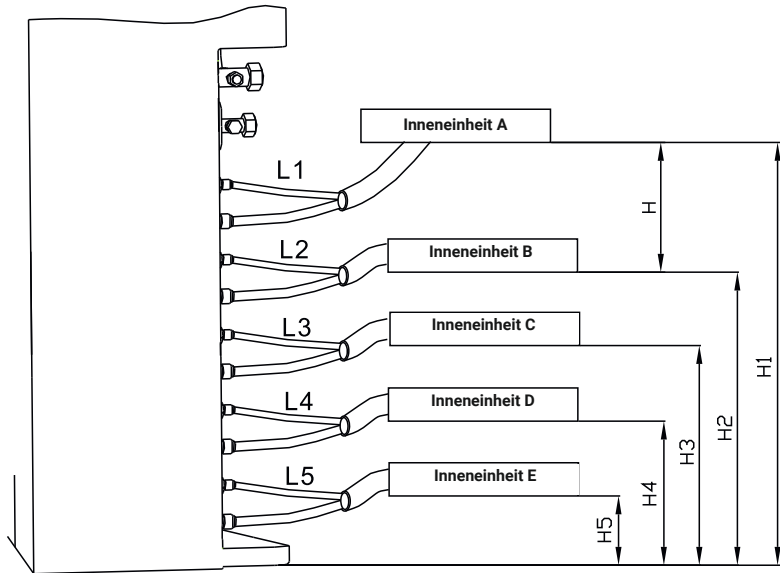 Inneneinheit A
L1
H
Inneneinheit B
L2
Inneneinheit C
L3
H1
H2
Inneneinheit D
L4
H3
Inneneinheit E
L5
H4
H5